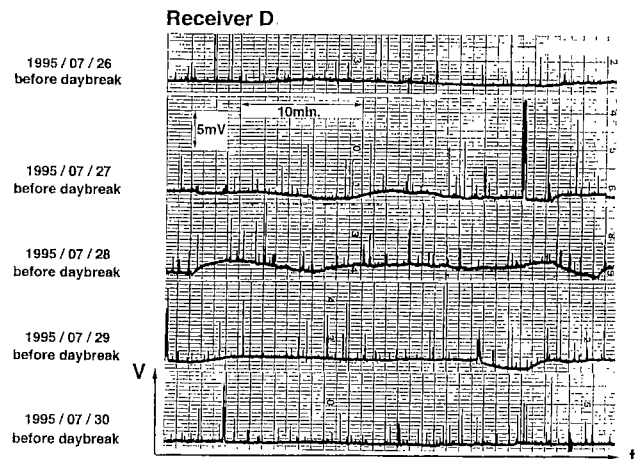 Receiver D
1995 / 07 / 26
before daybreak
10min.
5mV
1995 / 07 / 27
before daybreak
1995 / 07 / 28
before daybreak
1995 / 07 / 29
before daybreak
V
1995 / 07 / 30
before daybreak
t